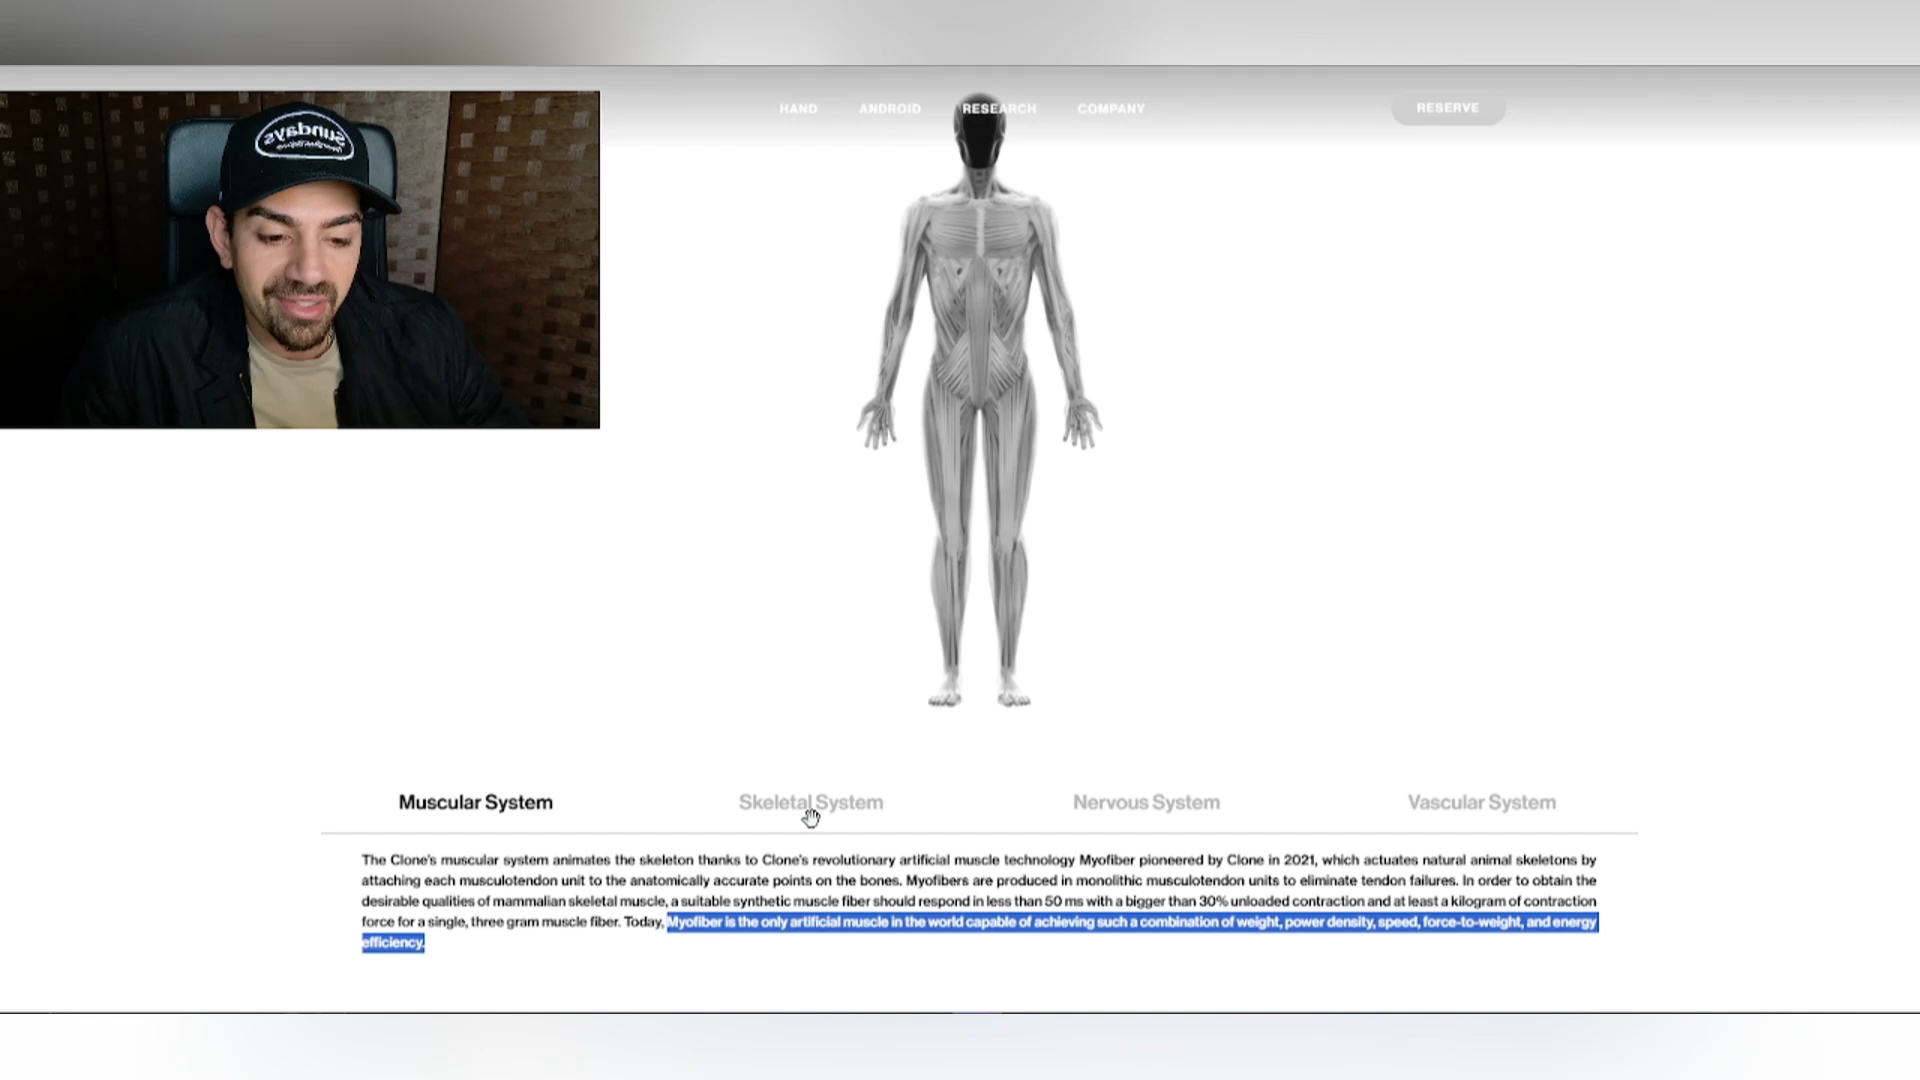 HAND ANDROID RESEARCH COMPANY RESERVE
Sundays
Muscular System Skeletal System Nervous System Vascular System
The Clone's muscular system animates the skeleton thanks to Clone's revolutionary artificial muscle technology Myofiber pioneered by Clone in 2021, which actuates natural animal skeletons by
attaching each musculotendon unit to the anatomically accurate points on the bones. Myofibers are produced in monolithic musculotendon units to eliminate tendon failures. In order to obtain the
desirable qualities of mammalian skeletal muscle, a suitable synthetic muscle fiber should respond in less than 50 ms with a bigger than 30% unloaded contraction and at least a kilogram of contraction
force for a single, three gram muscle fiber. Today, Myofiber is the only artificial muscle in the world capable of achieving such a combination of weight, power density, speed, force-to-weight, and energy
efficiency.